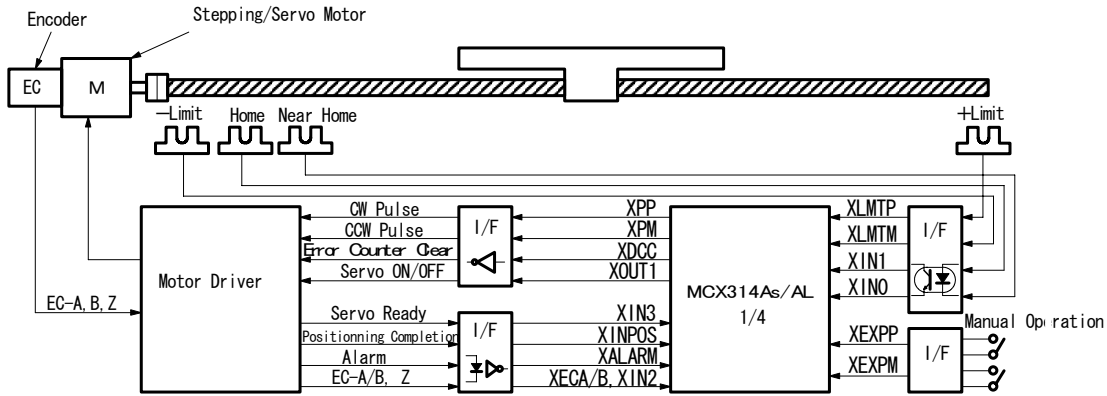 Encoder
Stepping/Servo Motor
EC
M
—Limit
Home
Near Home
+Limit
CW Pulse
CCW Pulse
Error Counter Clear
Servo ON/OFF
I/F
XPP
XPM
XDCC
XOUT1
XLMTP
XLMTM
XIN1
XIN0
I/F
Motor Driver
MCX314As/AL
1/4
EC-A, B, Z
Servo Ready
Positionning Completion
Alarm
EC-A/B, Z
I/F
XIN3
XINPOS
XALARM
XECA/B, XIN2
XEXPP
XEXPM
I/F
Manual Operation